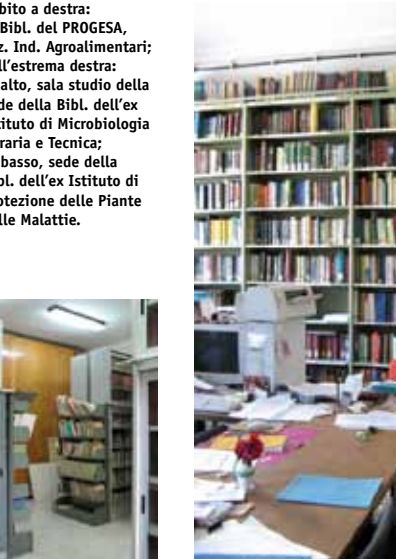 bito a destra:
Bibl. del PROGESA,
z. Ind. Agroalimentari;
ll'estrema destra:
alto, sala studio della
de della Bibl. dell'ex
tituto di Microbiologia
raria e Tecnica;
basso, sede della
bl. dell'ex Istituto di
otezione delle Piante
lle Malattie.